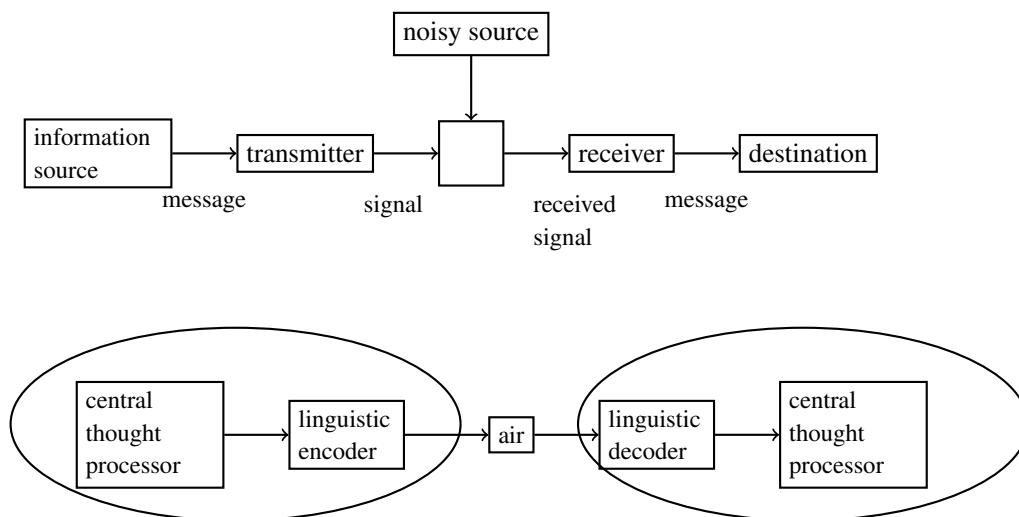 noisy source
information
source
transmitter
receiver
destination
message
signal
received
signal
message
central
thought
processor
linguistic
encoder
air
linguistic
decoder
central
thought
processor